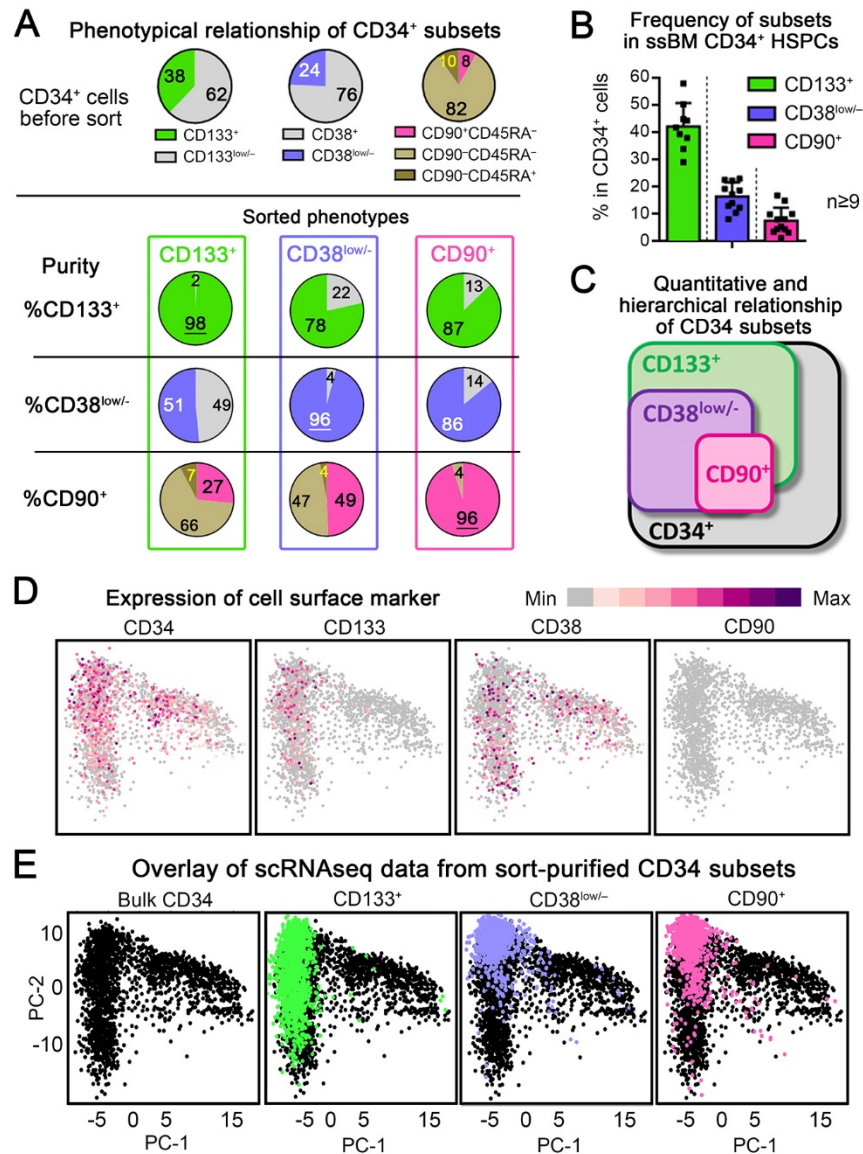 A
Phenotypical relationship of CD34⁺ subsets
CD34⁺ cells
before sort
38
62
24
76
10
8
82
CD133⁺
CD133ˡᵒʷ/⁻
CD38⁺
CD38ˡᵒʷ/⁻
CD90⁺CD45RA⁻
CD90⁻CD45RA⁻
CD90⁻CD45RA⁺
Sorted phenotypes
Purity
CD133⁺
CD38ˡᵒʷ/⁻
CD90⁺
%CD133⁺
2
98
22
78
13
87
%CD38ˡᵒʷ/⁻
51
49
4
96
14
86
%CD90⁺
7
27
66
4
47
49
4
96
B
Frequency of subsets
in ssBM CD34⁺ HSPCs
% in CD34⁺ cells
60
50
40
30
20
10
0
CD133⁺
CD38ˡᵒʷ/⁻
CD90⁺
n≥9
C
Quantitative and
hierarchical relationship
of CD34 subsets
CD133⁺
CD38ˡᵒʷ/⁻
CD90⁺
CD34⁺
D
Expression of cell surface marker
Min
Max
CD34
CD133
CD38
CD90
E
Overlay of scRNAseq data from sort-purified CD34 subsets
Bulk CD34
CD133⁺
CD38ˡᵒʷ/⁻
CD90⁺
PC-2
10
0
-10
-5 0 5 15
-5 0 5 15
-5 0 5 15
-5 0 5 15
PC-1
PC-1
PC-1
PC-1